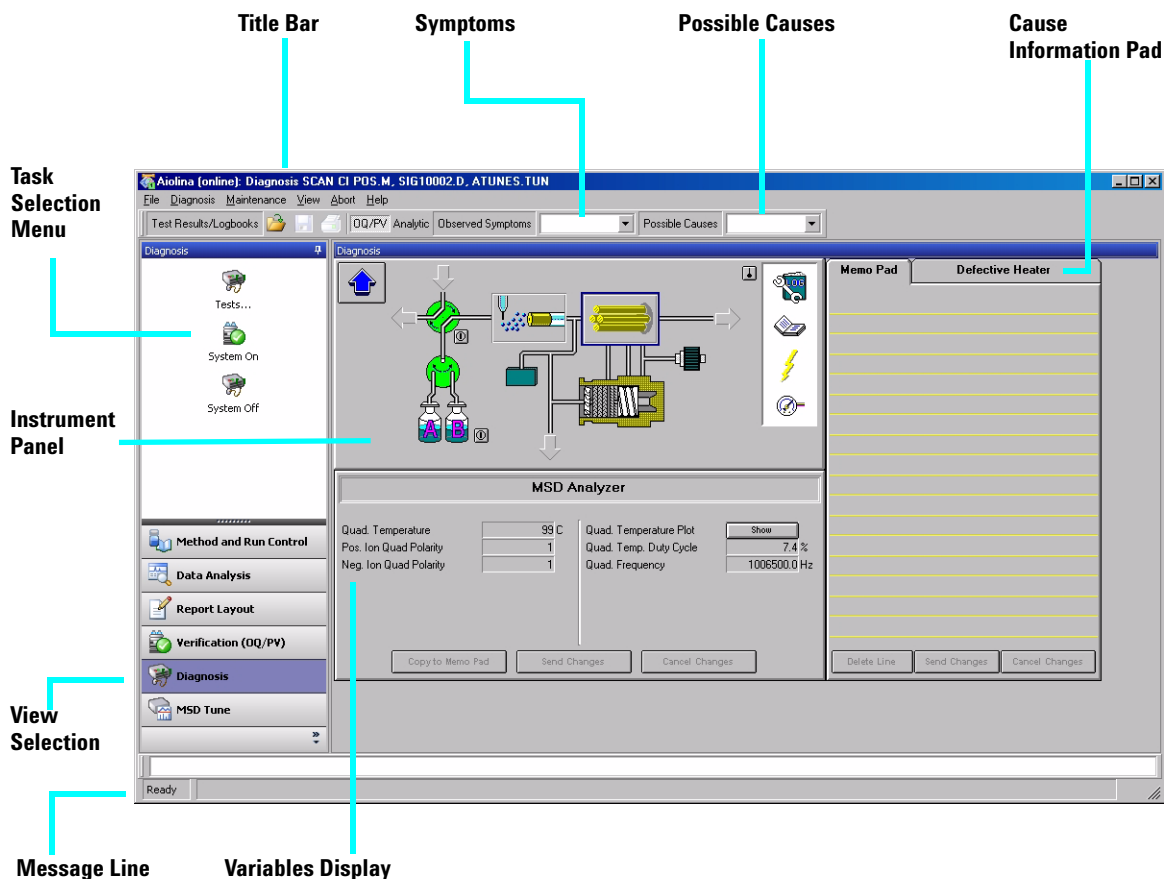 Title Bar
Symptoms
Possible Causes
Cause
Information Pad
Task
Selection
Menu
Instrument
Panel
View
Selection
Message Line
Variables Display
Aiolina (online): Diagnosis SCAN CI POS.M, SIG10002.D, ATUNES.TUN
File Diagnosis Maintenance View Abort Help
Test Results/Logbooks OQ/PV Analytic Observed Symptoms Possible Causes
Diagnosis
Tests...
System On
System Off
Method and Run Control
Data Analysis
Report Layout
Verification (OQ/PV)
Diagnosis
MSD Tune
Diagnosis
LOG
A B
MSD Analyzer
Quad. Temperature 99 C
Pos. Ion Quad Polarity 1
Neg. Ion Quad Polarity 1
Quad. Temperature Plot Show
Quad. Temp. Duty Cycle 7.4 %
Quad. Frequency 1006500.0 Hz
Copy to Memo Pad Send Changes Cancel Changes
Memo Pad Defective Heater
Delete Line Send Changes Cancel Changes
Ready